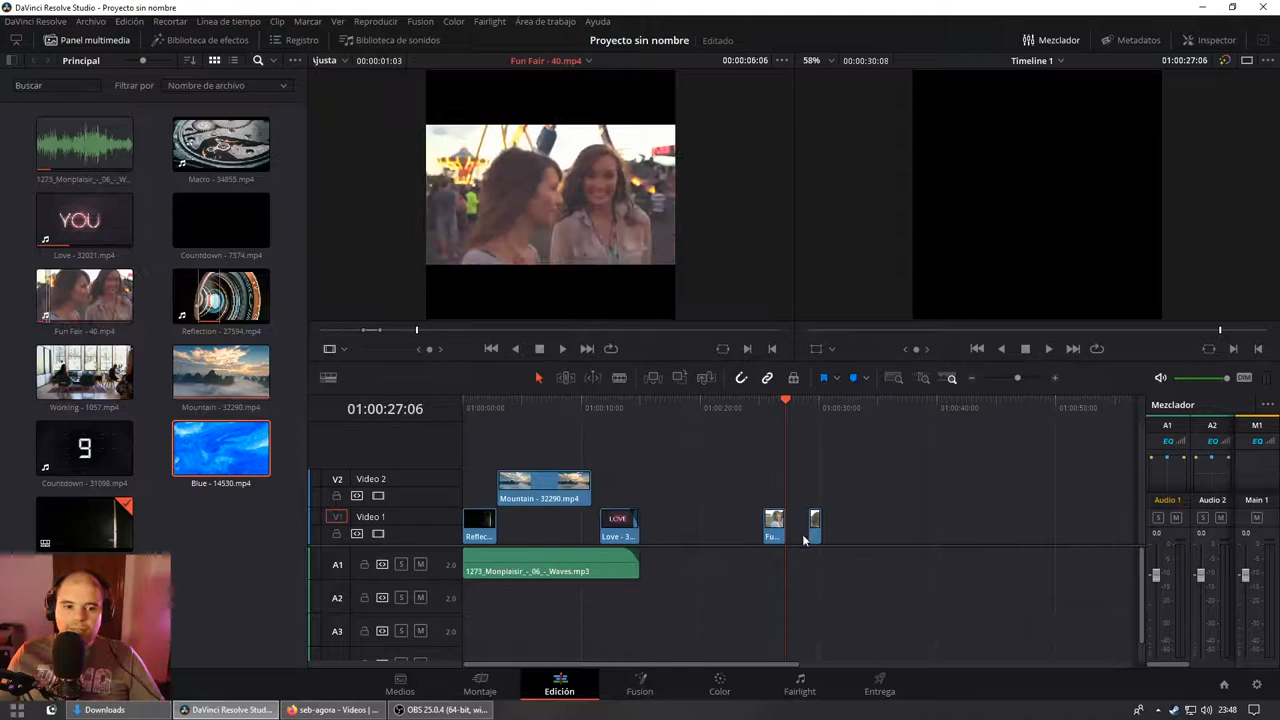 DaVinci Resolve Studio - Proyecto sin nombre
DaVinci Resolve Archivo Edición Recortar Línea de tiempo Clip Marcar Ver Reproducir Fusion Color Fairlight Área de trabajo Ayuda
Panel multimedia Biblioteca de efectos Registro Biblioteca de sonidos Proyecto sin nombre Editado Mezclador Metadatos Inspector
Principal Ajusta 00:00:01:03 Fun Fair - 40.mp4 00:00:06:06 58% 00:00:30:08 Timeline 1 01:00:27:06
Buscar Filtrar por Nombre de archivo
1273_Monplaisir_-_06_-_W... Macro - 34855.mp4
YOU
Love - 32021.mp4 Countdown - 7374.mp4
Fun Fair - 40.mp4 Reflection - 27594.mp4
Working - 1057.mp4 Mountain - 32290.mp4
9
Countdown - 31098.mp4 Blue - 14530.mp4
DIM
01:00:27:06 01:00:00:00 01:00:10:00 01:00:20:00 01:00:30:00 01:00:40:00 01:00:50:00
V2 Video 2
Mountain - 32290.mp4
V1 Video 1
LOVE
Reflec... Love - 3... Fu...
A1 S M 2.0 1273_Monplaisir_-_06_-_Waves.mp3
A2 S M 2.0
A3 S M 2.0
Mezclador
A1 A2 M1
EQ EQ EQ
Audio 1 Audio 2 Main 1
S M S M M
0.0 0.0 0.0
Medios Montaje Edición Fusion Color Fairlight Entrega
Downloads DaVinci Resolve Stud... seb-agora - Videos | ... OBS 25.0.4 (64-bit, wi... 23:48